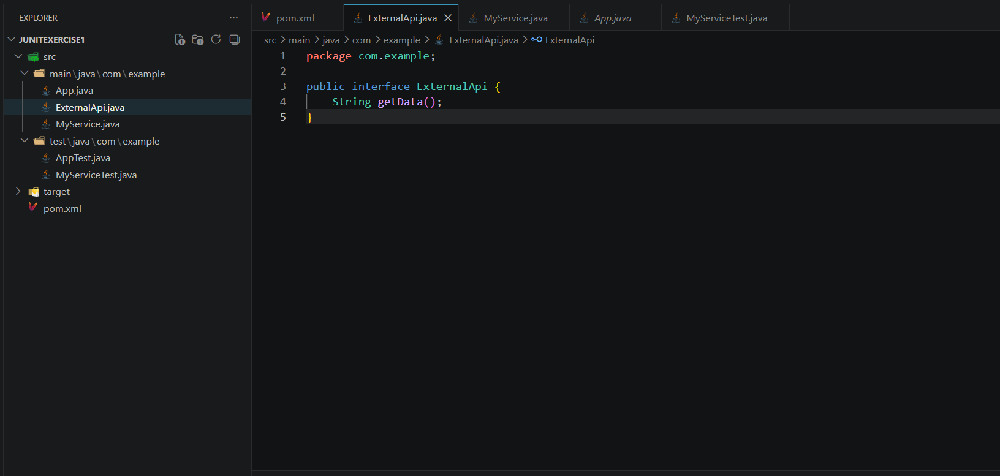 EXPLORER ···
JUNITEXERCISE1
src
main\java\com\example
App.java
ExternalApi.java
MyService.java
test\java\com\example
AppTest.java
MyServiceTest.java
target
pom.xml
pom.xml ExternalApi.java MyService.java App.java MyServiceTest.java
src > main > java > com > example > ExternalApi.java > ExternalApi
1 package com.example;
2
3 public interface ExternalApi {
4     String getData();
5 }